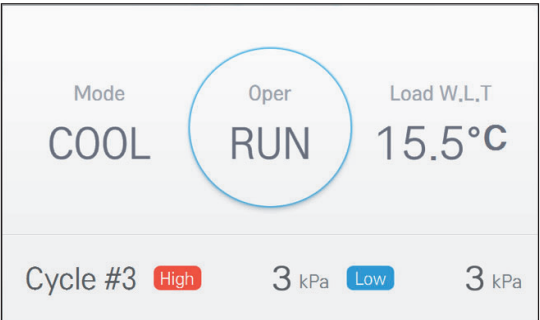 Mode Oper Load W.L.T
COOL RUN 15.5°C
Cycle #3 High 3 kPa Low 3 kPa